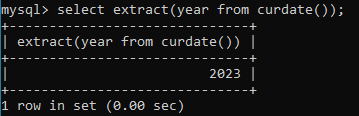 mysql> select extract(year from curdate());
+------------------------------+
| extract(year from curdate()) |
+------------------------------+
|                         2023 |
+------------------------------+
1 row in set (0.00 sec)